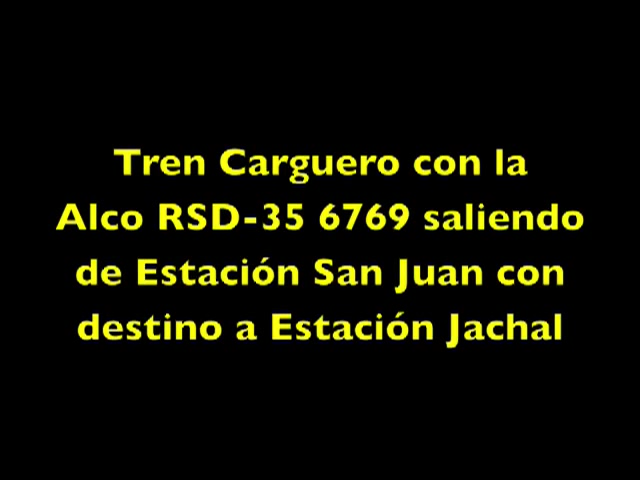 Tren Carguero con la
Alco RSD-35 6769 saliendo
de Estación San Juan con
destino a Estación Jachal